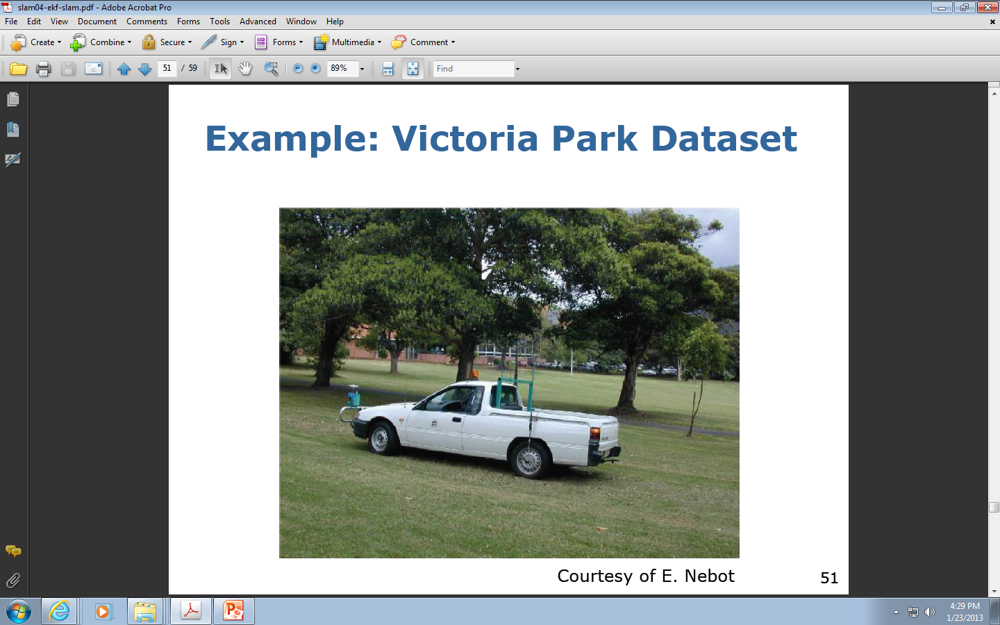 slam04-ekf-slam.pdf - Adobe Acrobat Pro
File Edit View Document Comments Forms Tools Advanced Window Help
Create Combine Secure Sign Forms Multimedia Comment
51 / 59 89% Find
Example: Victoria Park Dataset
Courtesy of E. Nebot
51
4:29 PM
1/23/2013